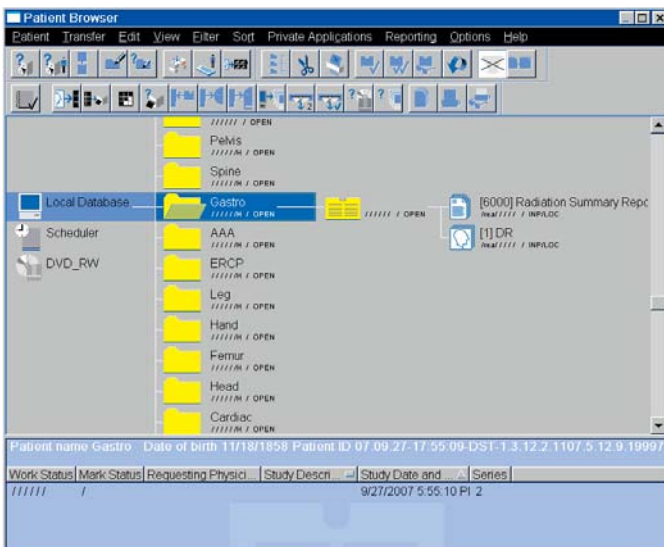 Patient Browser
Patient Transfer Edit View Filter Sort Private Applications Reporting Options Help
////// / OPEN
Pelvis
//////H / OPEN
Spine
//////H / OPEN
Local Database
Gastro
//////H / OPEN
////// / OPEN
[6000] Radiation Summary Repo
/real///// / INP/LOC
Scheduler
AAA
//////H / OPEN
[1] DR
/real///// / INP/LOC
DVD_RW
ERCP
//////H / OPEN
Leg
//////H / OPEN
Hand
//////H / OPEN
Femur
//////H / OPEN
Head
//////H / OPEN
Cardiac
//////H / OPEN
Patient name Gastro Date of birth 11/18/1858 Patient ID 07.09.27-17:55:09-DST-1.3.12.2.1107.5.12.9.19997
Work Status Mark Status Requesting Physici... Study Descri... Study Date and ... Series
////// / 9/27/2007 5:55:10 PI 2